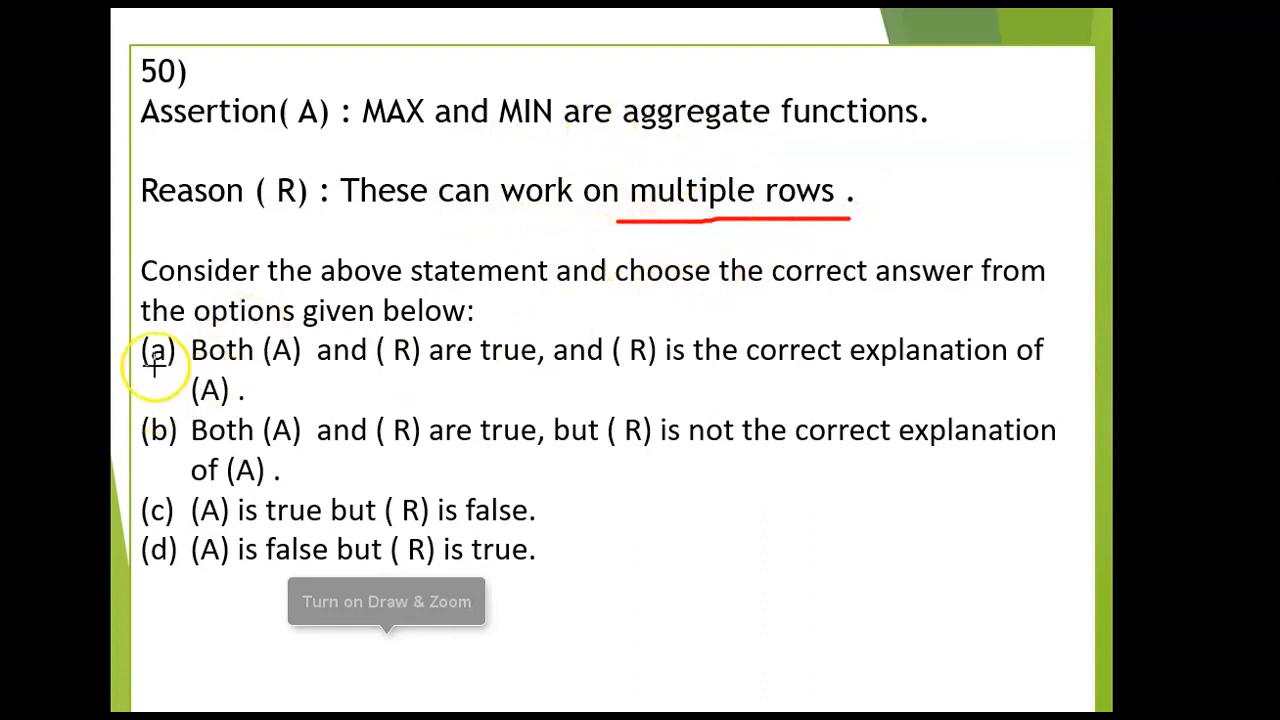 50)
Assertion( A) : MAX and MIN are aggregate functions.
Reason ( R) : These can work on multiple rows .
Consider the above statement and choose the correct answer from
the options given below:
(a) Both (A)  and ( R) are true, and ( R) is the correct explanation of
(A) .
(b) Both (A)  and ( R) are true, but ( R) is not the correct explanation
of (A) .
(c) (A) is true but ( R) is false.
(d) (A) is false but ( R) is true.
Turn on Draw & Zoom